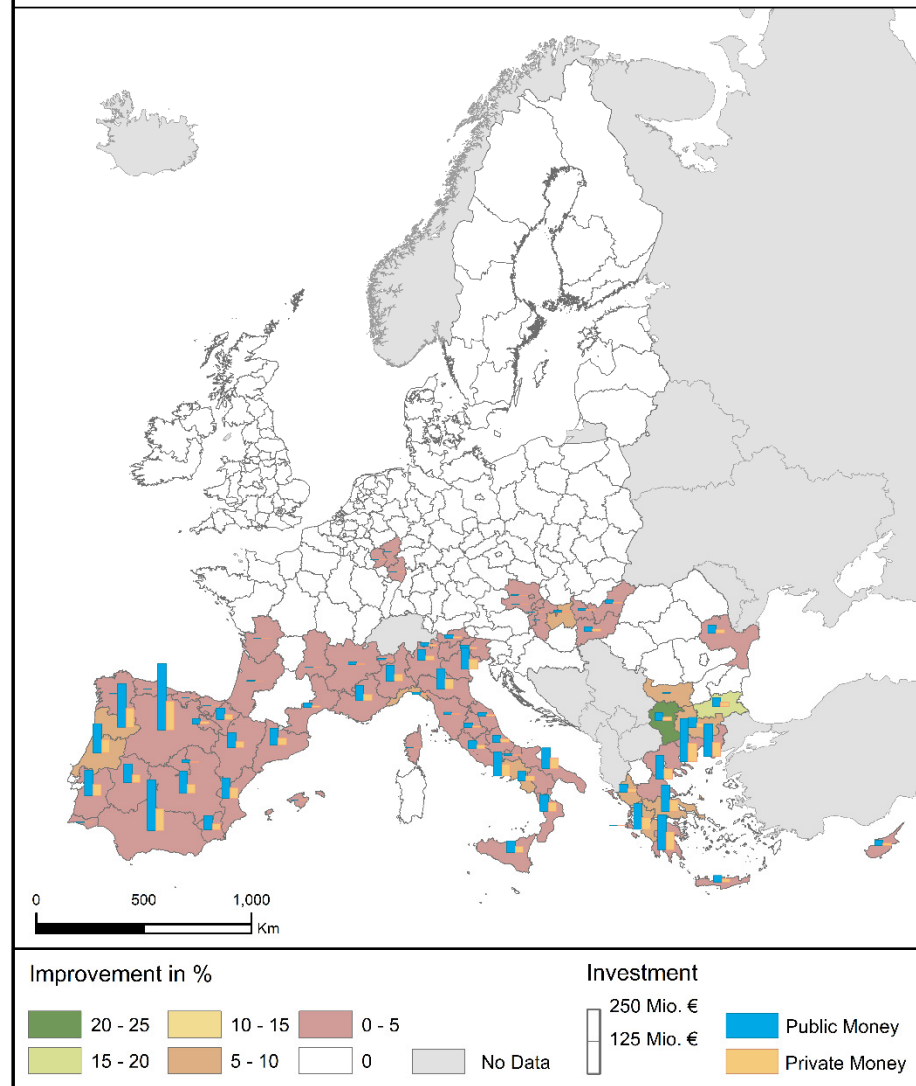 0 500 1,000
Km
Improvement in %
20 - 25 10 - 15 0 - 5
15 - 20 5 - 10 0 No Data
Investment
250 Mio. €
125 Mio. €
Public Money
Private Money